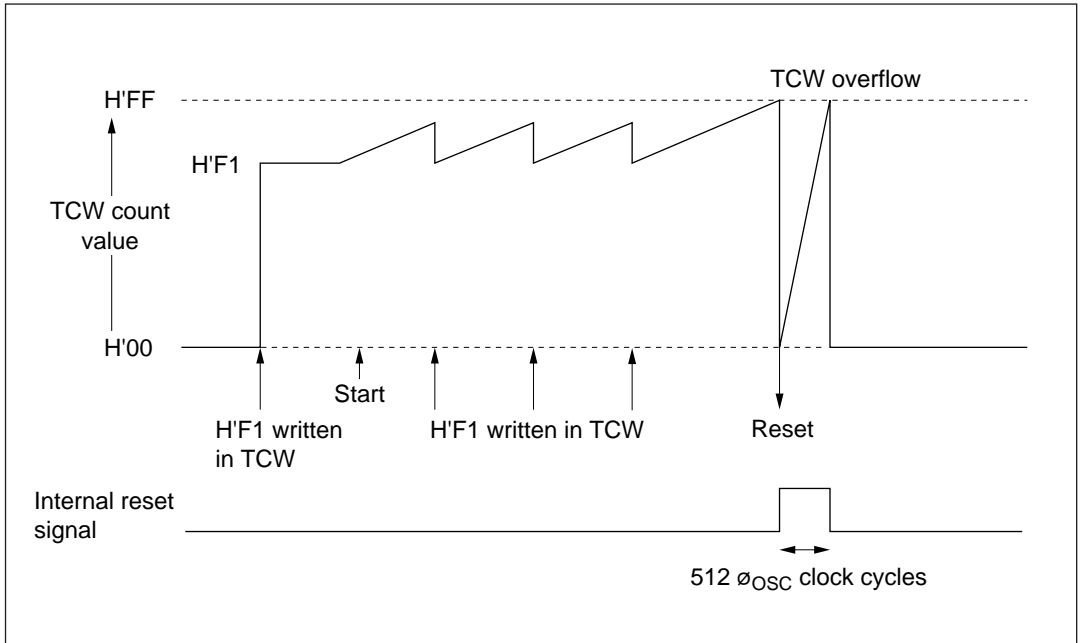 TCW overflow
H'FF
H'F1
TCW count
value
H'00
Start
H'F1 written
in TCW
H'F1 written in TCW
Reset
Internal reset
signal
512 øOSC clock cycles